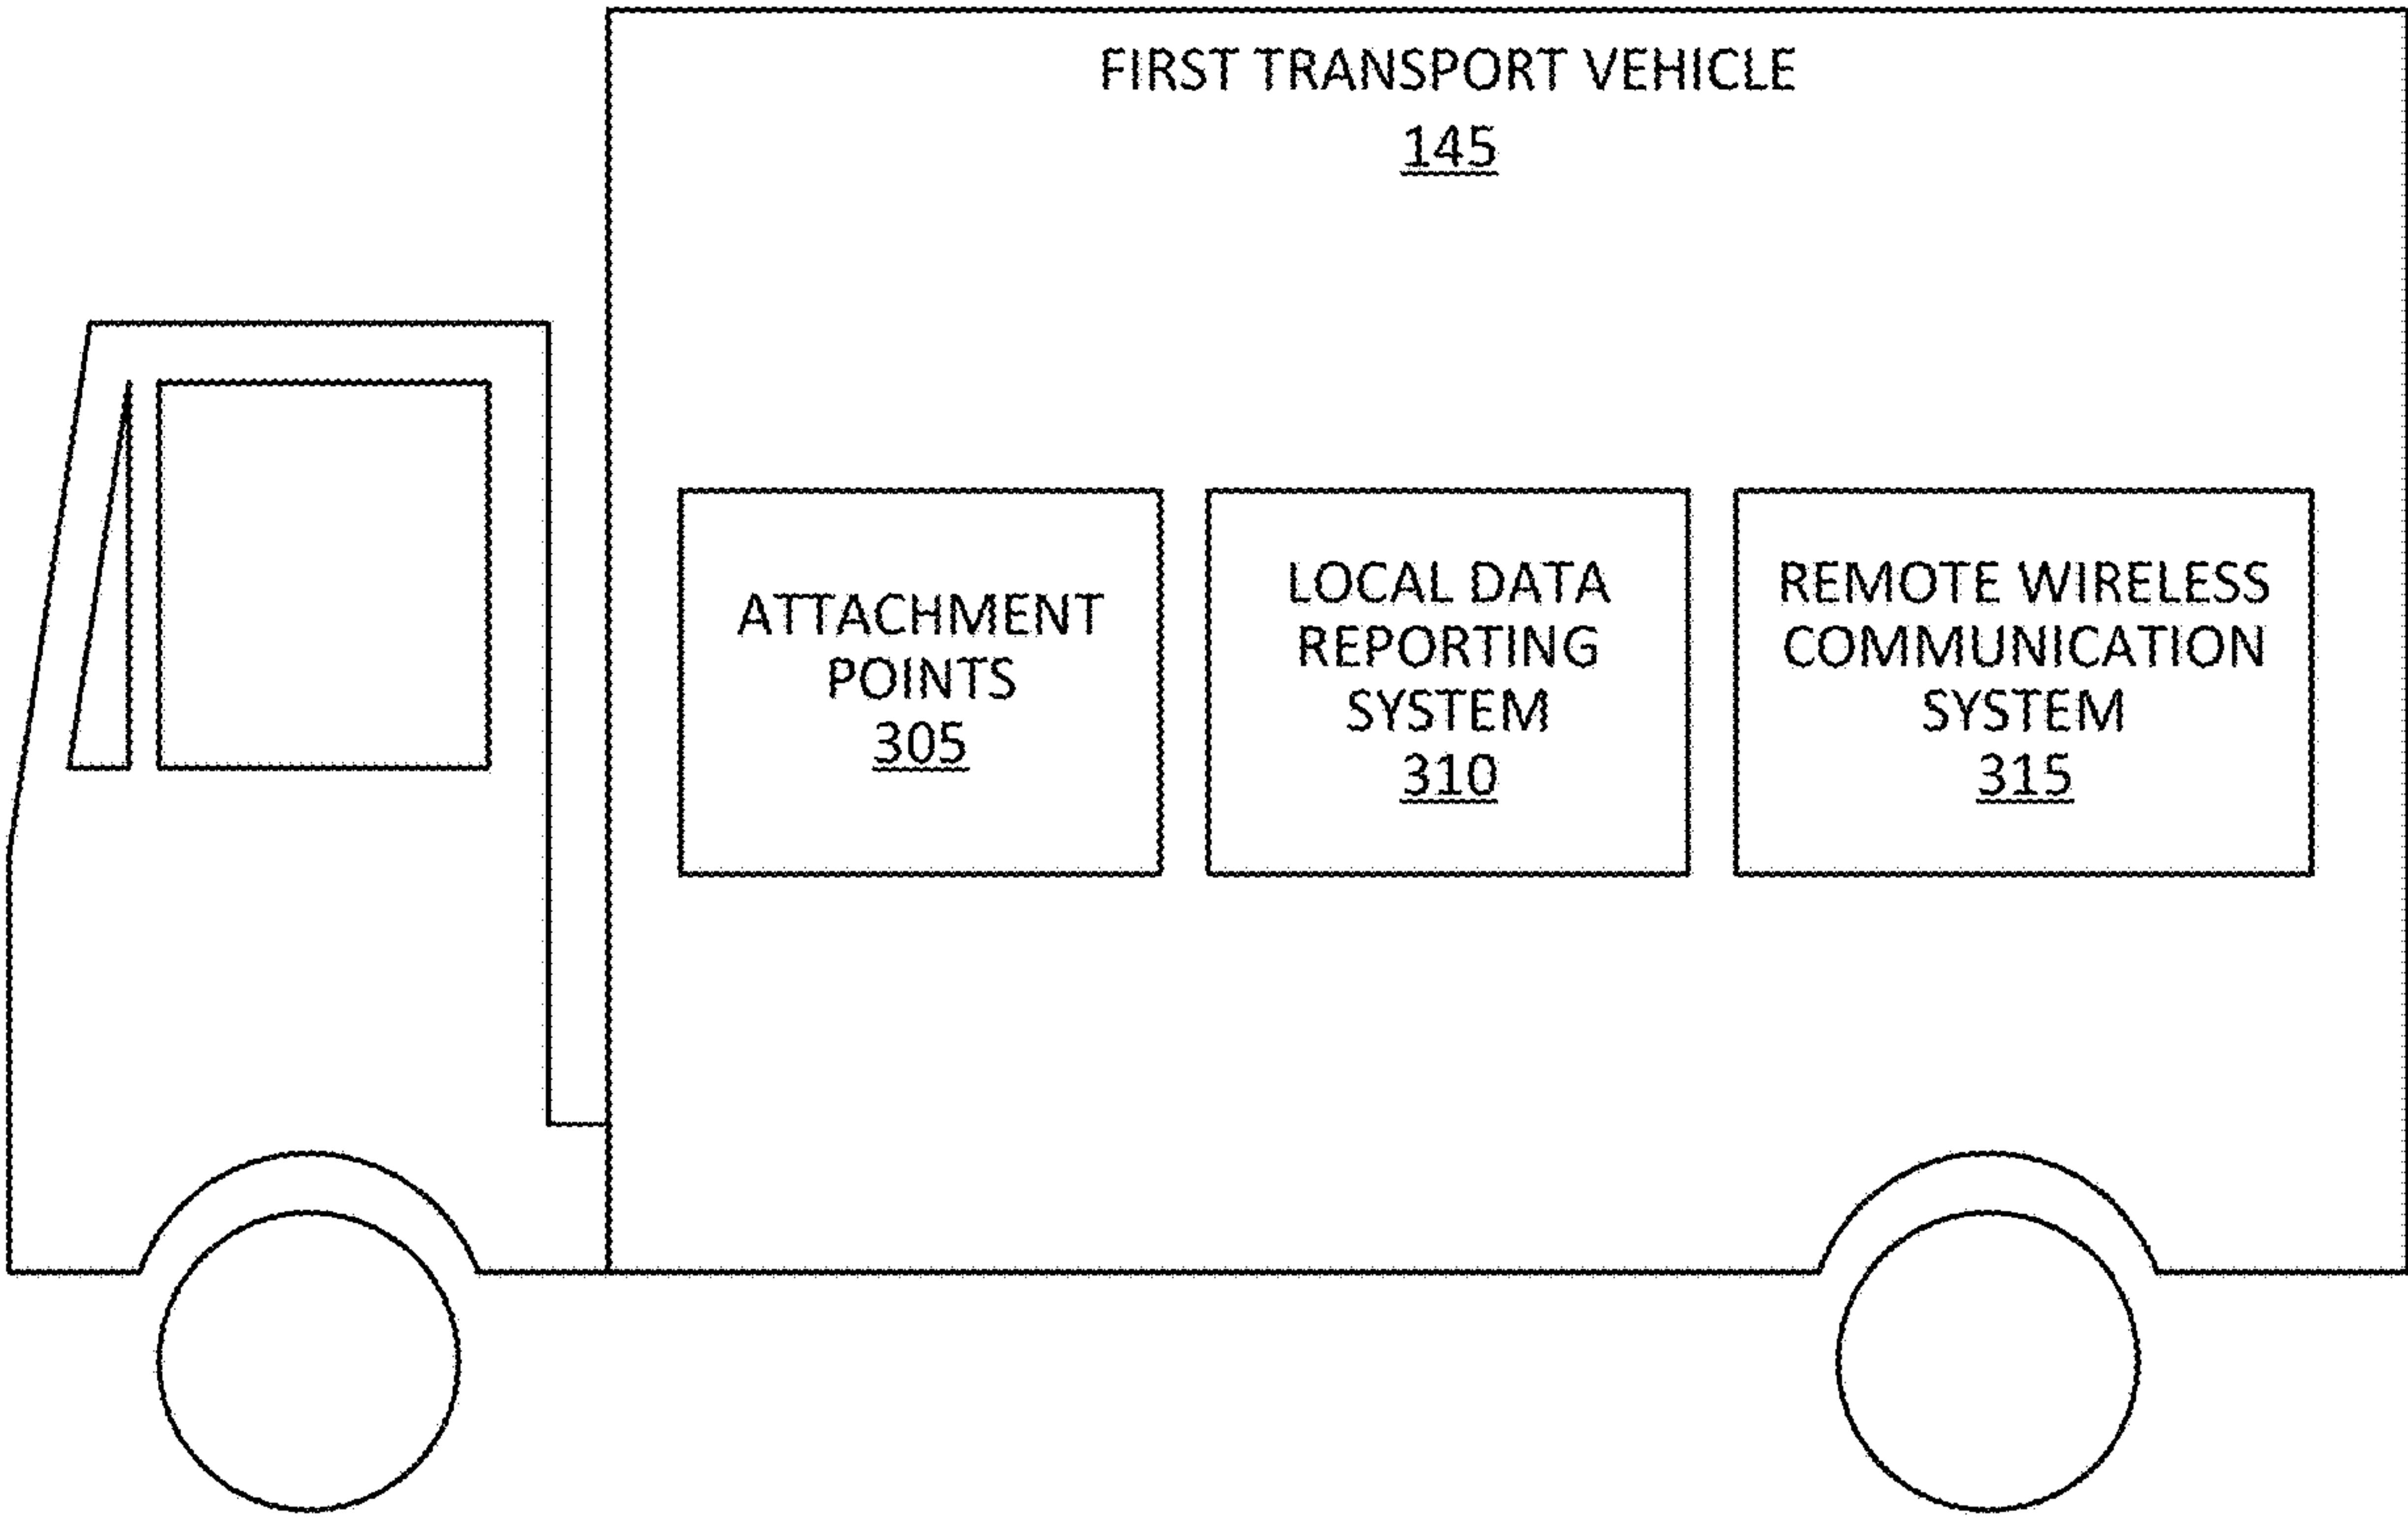 FIRST TRANSPORT VEHICLE
145
ATTACHMENT
POINTS
305
LOCAL DATA
REPORTING
SYSTEM
310
REMOTE WIRELESS
COMMUNICATION
SYSTEM
315